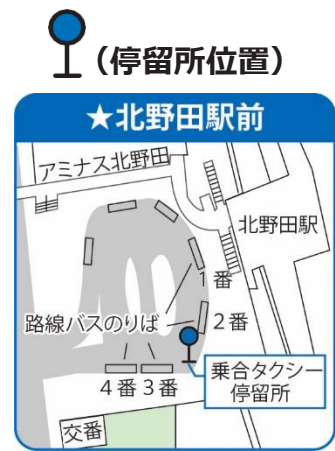 （停留所位置）
★北野田駅前
アミナス北野田
北野田駅
1番
路線バスのりば
2番
4番 3番
乗合タクシー
停留所
交番